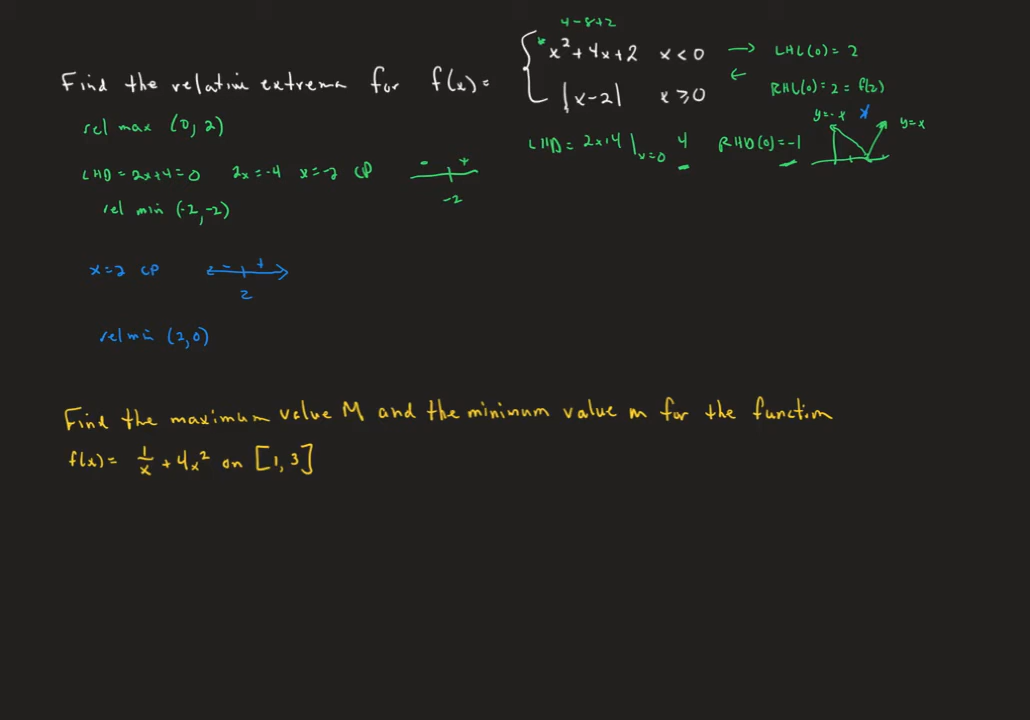 4-8+2
Find the relative extrema for f(x)= { x²+4x+2 x<0 → LHL(0)=2
|x-2| x≥0 ← RHL(0)=2=f(2)
rel max (0,2)
LHD = 2x+4 |x=0 4 RHD(0)=-1 y=-x y=x
LHD = 2x+4=0 2x=-4 x=-2 CP - +
-2
rel min (-2,-2)
x=2 CP - +
2
rel min (2,0)
Find the maximum value M and the minimum value m for the function
f(x)= 1/x + 4x² on [1,3]